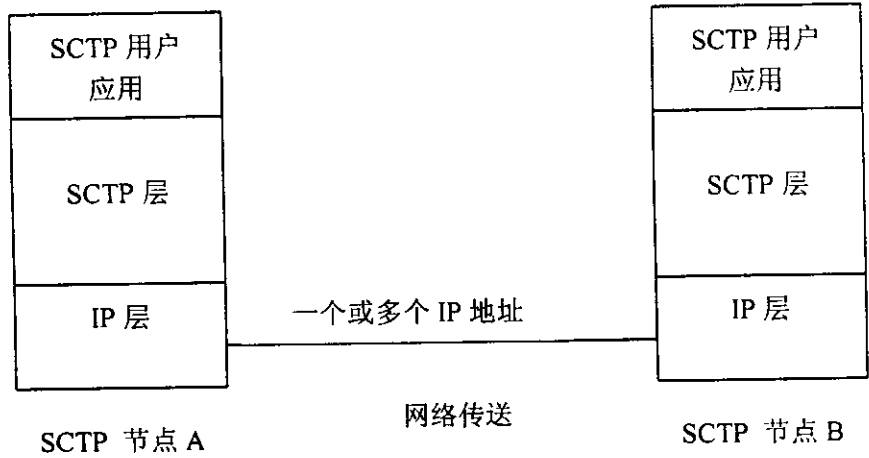 SCTP 用户
应用
SCTP 层
IP 层
SCTP 节点 A
一个或多个 IP 地址
网络传送
SCTP 用户
应用
SCTP 层
IP 层
SCTP 节点 B